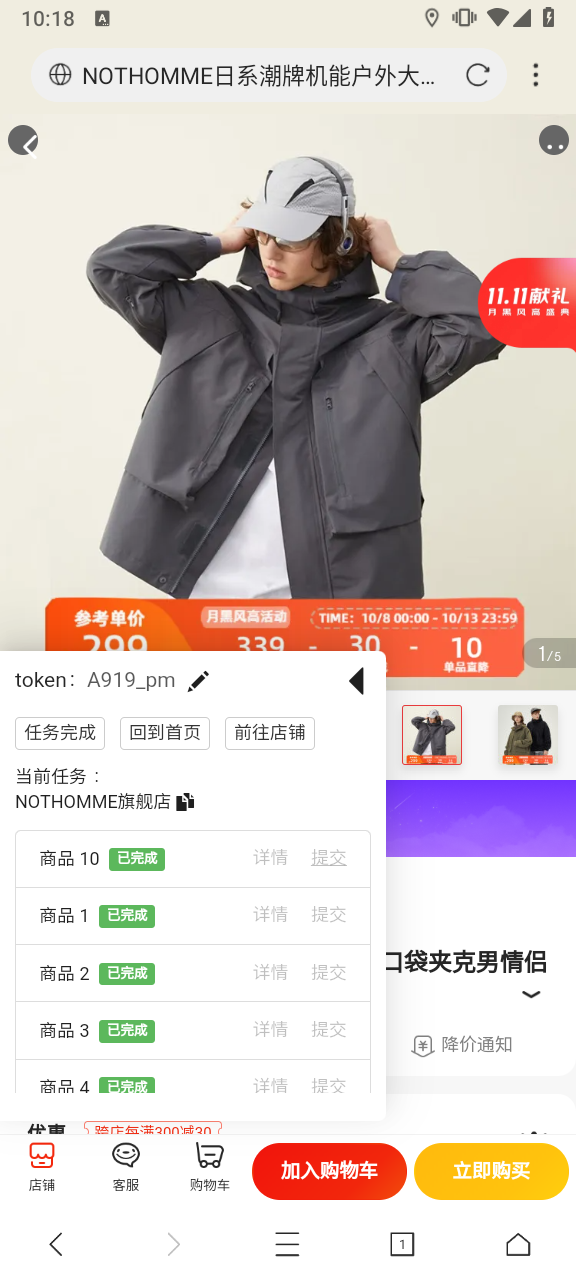 10:18
A
NOTHOMME日系潮牌机能户外大...
11.11献礼
月黑风高盛典
参考单价
299
月黑风高活动
TIME：10/8 00:00 - 10/13 23:59
339 - 30 - 10
单品直降
1/5
token： A919_pm
任务完成 回到首页 前往店铺
当前任务：
NOTHOMME旗舰店
商品 10 已完成 详情 提交
商品 1 已完成 详情 提交
商品 2 已完成 详情 提交
商品 3 已完成 详情 提交
商品 4 已完成 详情 提交
口袋夹克男情侣
降价通知
优惠 跨店每满300减30
店铺 客服 购物车 加入购物车 立即购买
1